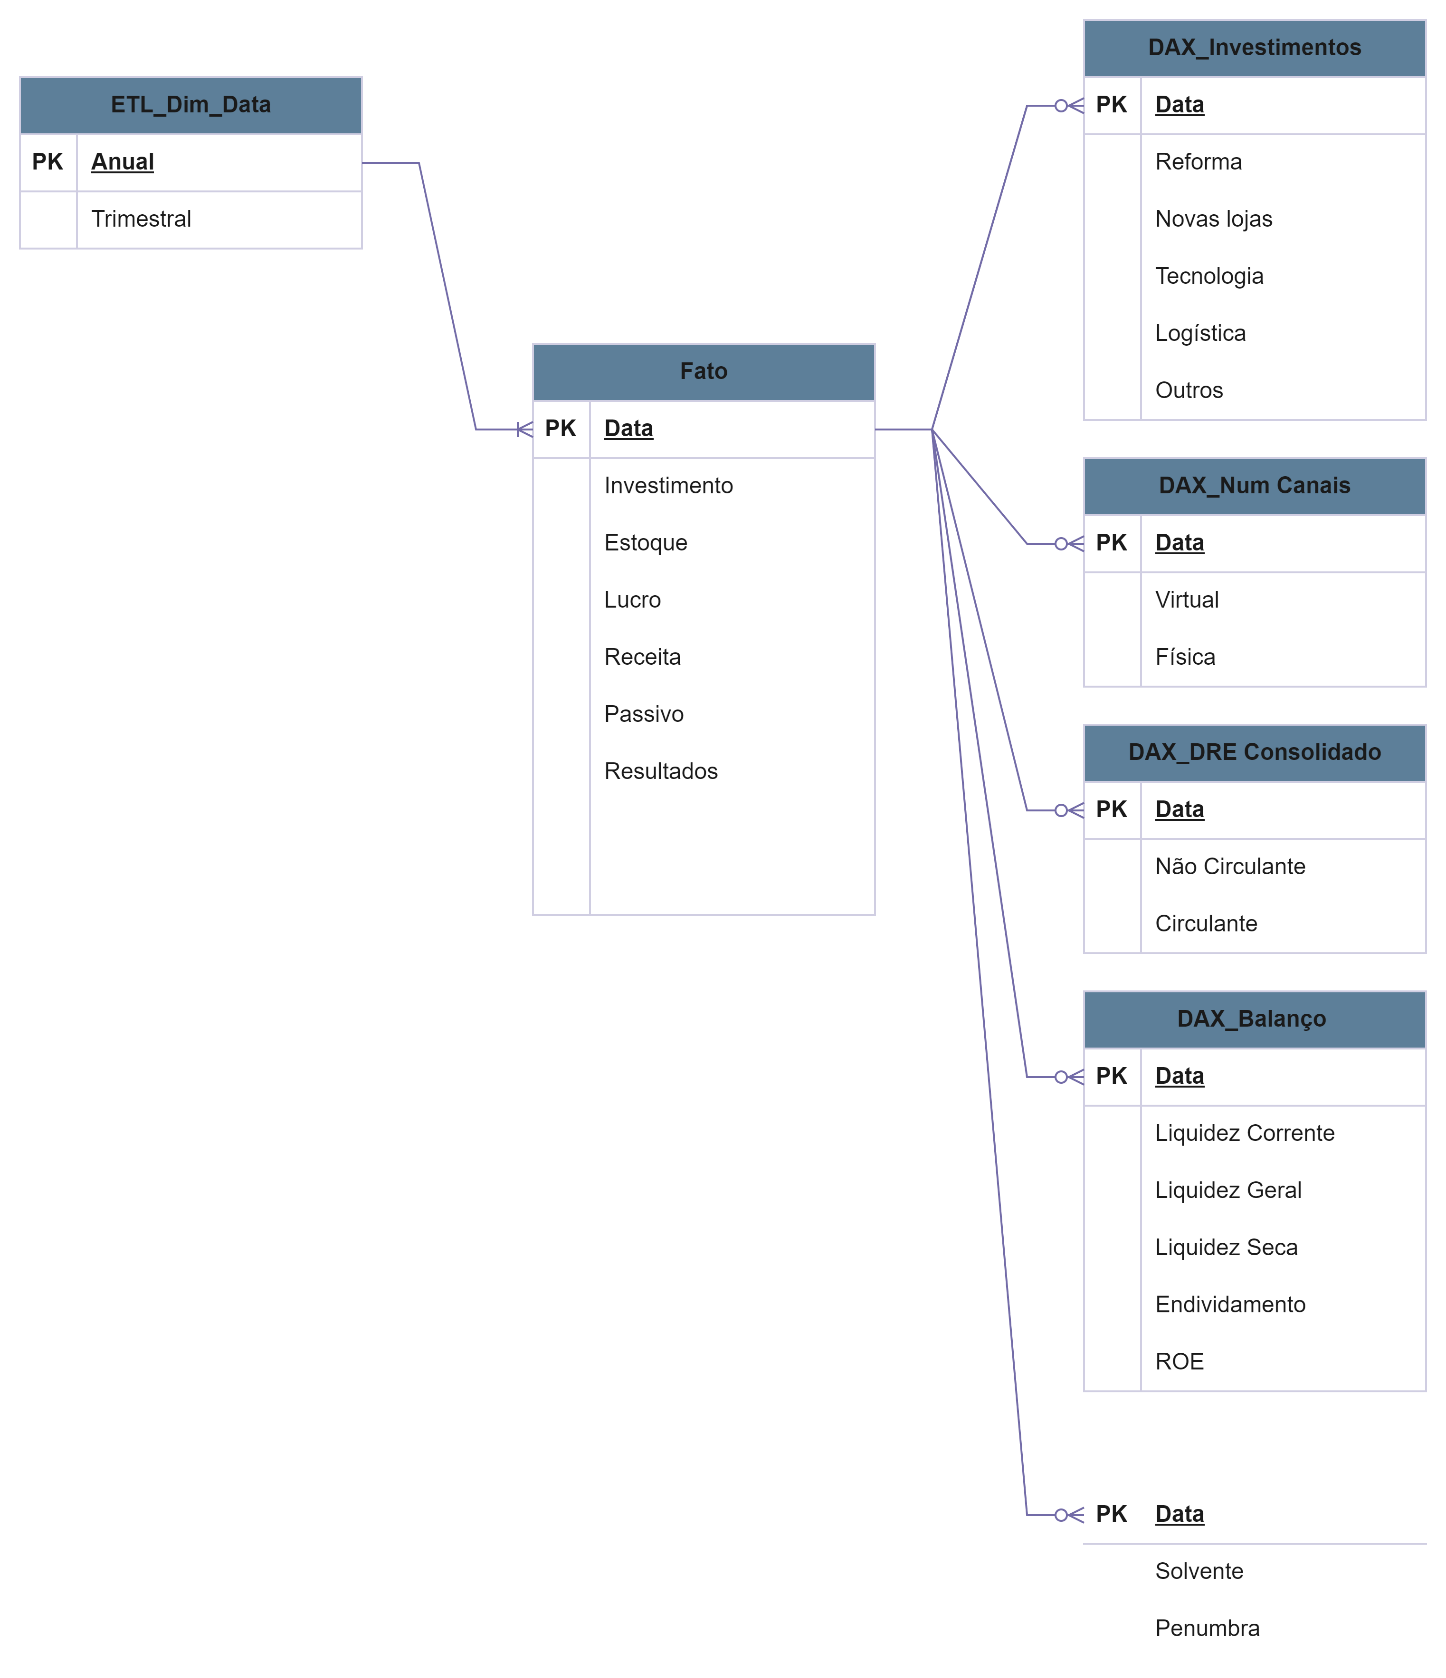 ETL_Dim_Data
PK Anual
Trimestral
Fato
PK Data
Investimento
Estoque
Lucro
Receita
Passivo
Resultados
DAX_Investimentos
PK Data
Reforma
Novas lojas
Tecnologia
Logística
Outros
DAX_Num Canais
PK Data
Virtual
Física
DAX_DRE Consolidado
PK Data
Não Circulante
Circulante
DAX_Balanço
PK Data
Liquidez Corrente
Liquidez Geral
Liquidez Seca
Endividamento
ROE
PK Data
Solvente
Penumbra